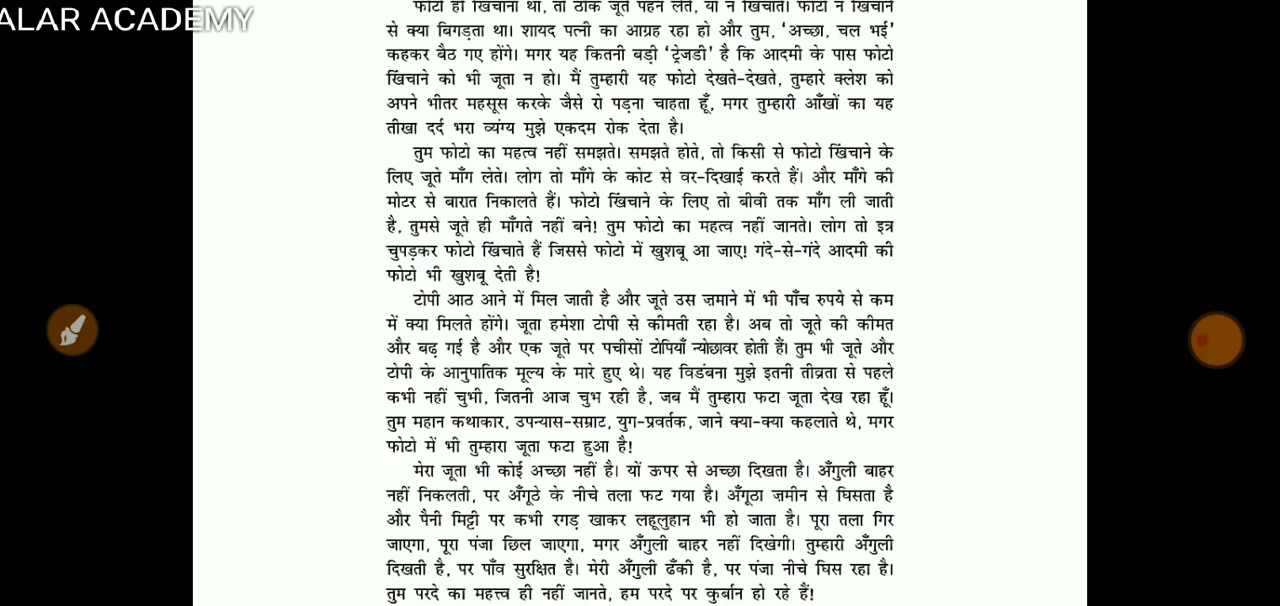 ALAR ACADEMY
फोटो ही खिंचाना था, तो ठीक जूते पहन लेते, या न खिंचाते। फोटो न खिंचाने
से क्या बिगड़ता था। शायद पत्नी का आग्रह रहा हो और तुम, ‘अच्छा, चल भई’
कहकर बैठ गए होंगे। मगर यह कितनी बड़ी ‘ट्रेजडी’ है कि आदमी के पास फोटो
खिंचाने को भी जूता न हो। मैं तुम्हारी यह फोटो देखते-देखते, तुम्हारे क्लेश को
अपने भीतर महसूस करके जैसे रो पड़ना चाहता हूँ, मगर तुम्हारी आँखों का यह
तीखा दर्द भरा व्यंग्य मुझे एकदम रोक देता है।
तुम फोटो का महत्व नहीं समझते। समझते होते, तो किसी से फोटो खिंचाने के
लिए जूते माँग लेते। लोग तो माँगे के कोट से वर-दिखाई करते हैं। और माँगे की
मोटर से बारात निकालते हैं। फोटो खिंचाने के लिए तो बीवी तक माँग ली जाती
है, तुमसे जूते ही माँगते नहीं बने! तुम फोटो का महत्व नहीं जानते। लोग तो इत्र
चुपड़कर फोटो खिंचाते हैं जिससे फोटो में खुशबू आ जाए! गंदे-से-गंदे आदमी की
फोटो भी खुशबू देती है!
टोपी आठ आने में मिल जाती है और जूते उस ज़माने में भी पाँच रुपये से कम
में क्या मिलते होंगे। जूता हमेशा टोपी से कीमती रहा है। अब तो जूते की कीमत
और बढ़ गई है और एक जूते पर पचीसों टोपियाँ न्योछावर होती हैं। तुम भी जूते और
टोपी के आनुपातिक मूल्य के मारे हुए थे। यह विडंबना मुझे इतनी तीव्रता से पहले
कभी नहीं चुभी, जितनी आज चुभ रही है, जब मैं तुम्हारा फटा जूता देख रहा हूँ।
तुम महान कथाकार, उपन्यास-सम्राट, युग-प्रवर्तक, जाने क्या-क्या कहलाते थे, मगर
फोटो में भी तुम्हारा जूता फटा हुआ है!
मेरा जूता भी कोई अच्छा नहीं है। यों ऊपर से अच्छा दिखता है। अँगुली बाहर
नहीं निकलती, पर अँगूठे के नीचे तला फट गया है। अँगूठा ज़मीन से घिसता है
और पैनी मिट्टी पर कभी रगड़ खाकर लहूलुहान भी हो जाता है। पूरा तला गिर
जाएगा, पूरा पंजा छिल जाएगा, मगर अँगुली बाहर नहीं दिखेगी। तुम्हारी अँगुली
दिखती है, पर पाँव सुरक्षित है। मेरी अँगुली ढँकी है, पर पंजा नीचे घिस रहा है।
तुम परदे का महत्त्व ही नहीं जानते, हम परदे पर कुर्बान हो रहे हैं!